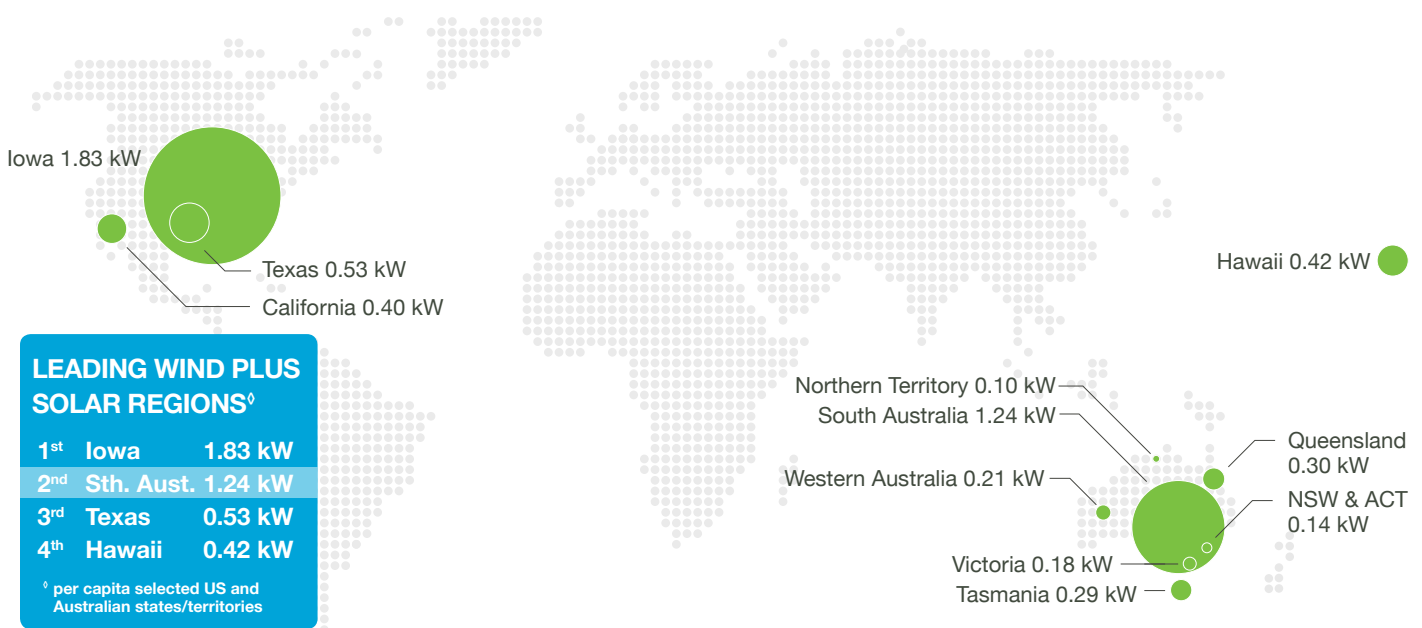 Iowa 1.83 kW
Texas 0.53 kW
California 0.40 kW
Hawaii 0.42 kW
LEADING WIND PLUS
SOLAR REGIONS◊
1st Iowa 1.83 kW
2nd Sth. Aust. 1.24 kW
3rd Texas 0.53 kW
4th Hawaii 0.42 kW
◊ per capita selected US and
Australian states/territories
Northern Territory 0.10 kW
South Australia 1.24 kW
Western Australia 0.21 kW
Queensland
0.30 kW
NSW & ACT
0.14 kW
Victoria 0.18 kW
Tasmania 0.29 kW